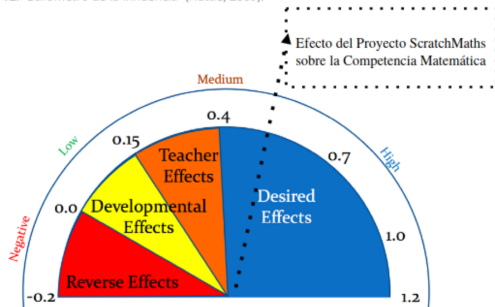 Efecto del Proyecto ScratchMaths
sobre la Competencia Matemática
Medium
Low
High
Negative
0.4
0.15
0.7
0.0
1.0
-0.2
1.2
Teacher
Effects
Developmental
Effects
Desired
Effects
Reverse Effects